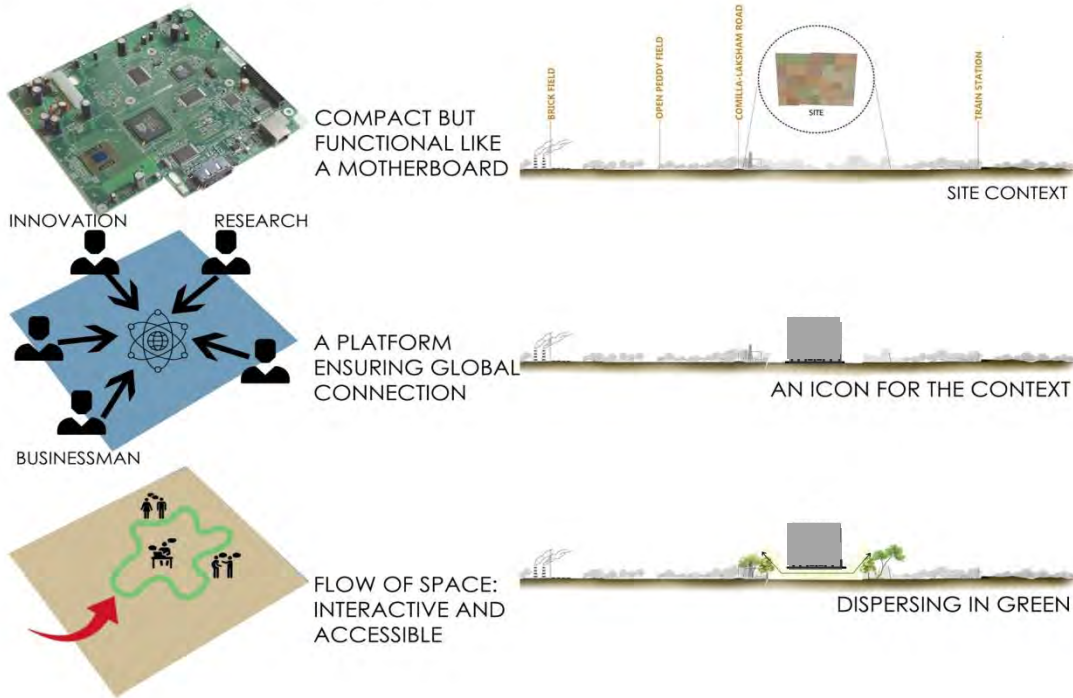 COMPACT BUT
FUNCTIONAL LIKE
A MOTHERBOARD
BRICK FIELD
OPEN PEDDY FIELD
COMILLA-LAKSHAM ROAD
SITE
TRAIN STATION
SITE CONTEXT
INNOVATION
RESEARCH
A PLATFORM
ENSURING GLOBAL
CONNECTION
BUSINESSMAN
AN ICON FOR THE CONTEXT
FLOW OF SPACE:
INTERACTIVE AND
ACCESSIBLE
DISPERSING IN GREEN